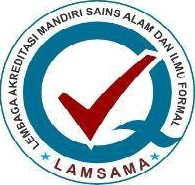 LEMBAGA AKREDITASI MANDIRI SAINS ALAM DAN ILMU FORMAL
LAMSAMA